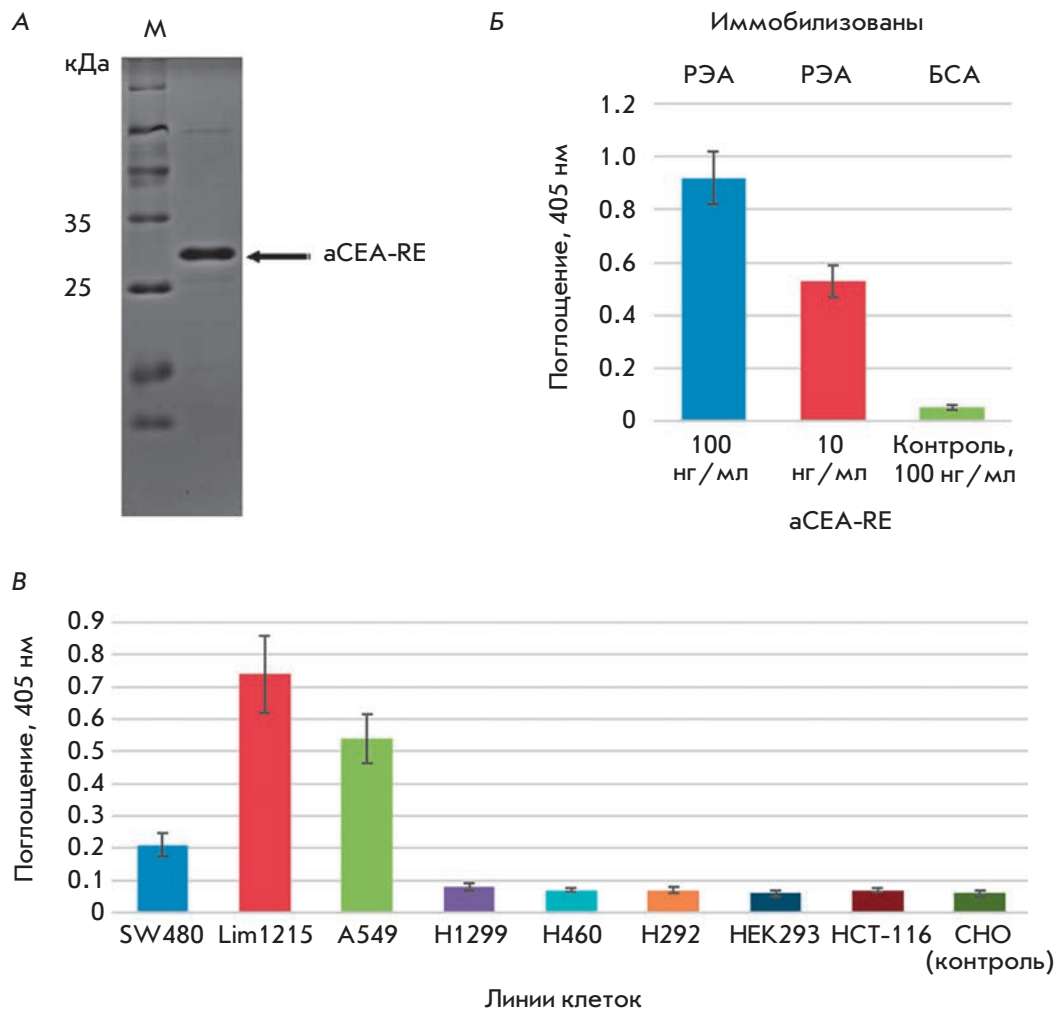 А
М
кДа
35
25
aCEA-RE
Б
Иммобилизованы
РЭА РЭА БСА
Поглощение, 405 нм
1.2
1.0
0.8
0.6
0.4
0.2
0
100 нг/мл
10 нг/мл
Контроль, 100 нг/мл
aCEA-RE
В
Поглощение, 405 нм
0.9
0.8
0.7
0.6
0.5
0.4
0.3
0.2
0.1
0
SW480 Lim1215 A549 H1299 H460 H292 HEK293 HCT-116 CHO
(контроль)
Линии клеток